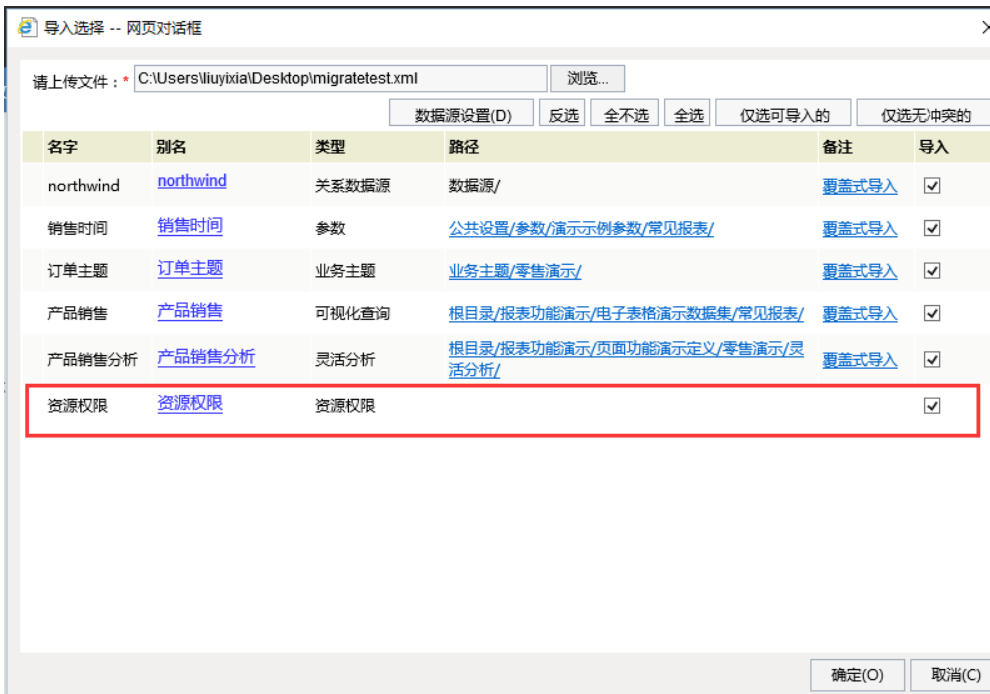 导入选择 -- 网页对话框
请上传文件：* C:\Users\liuyixia\Desktop\migratetest.xml 浏览...
数据源设置(D) 反选 全不选 全选 仅选可导入的 仅选无冲突的
名字 别名 类型 路径 备注 导入
northwind northwind 关系数据源 数据源/ 覆盖式导入
销售时间 销售时间 参数 公共设置/参数/演示示例参数/常见报表/ 覆盖式导入
订单主题 订单主题 业务主题 业务主题/零售演示/ 覆盖式导入
产品销售 产品销售 可视化查询 根目录/报表功能演示/电子表格演示数据集/常见报表/ 覆盖式导入
产品销售分析 产品销售分析 灵活分析 根目录/报表功能演示/页面功能演示定义/零售演示/灵 覆盖式导入
活分析/
资源权限 资源权限 资源权限
确定(O) 取消(C)